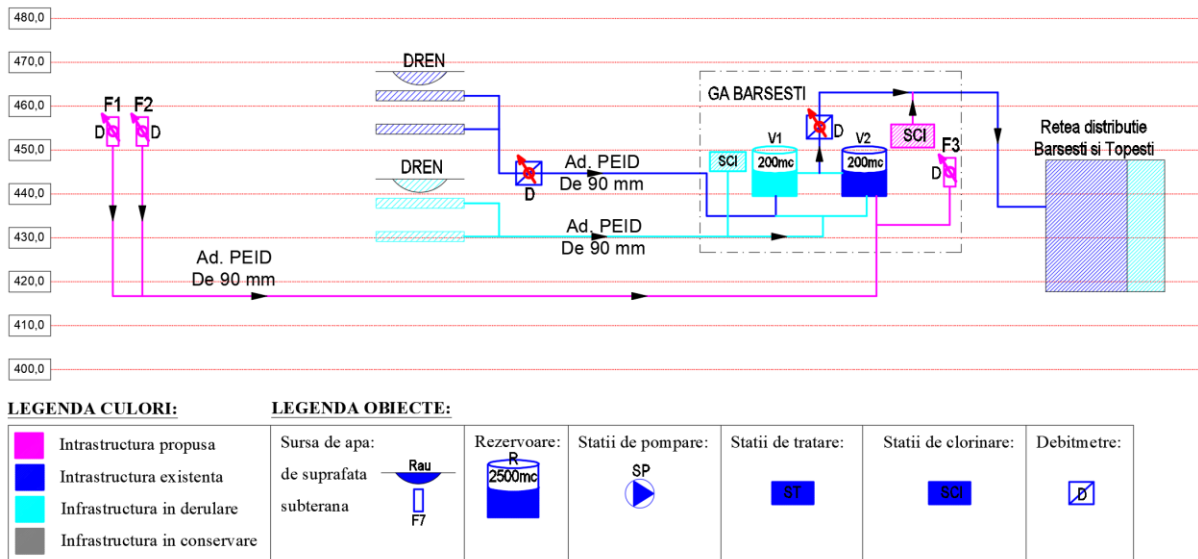 480,0
470,0
460,0
450,0
440,0
430,0
420,0
410,0
400,0
F1
F2
D
D
DREN
DREN
D
Ad. PEID
De 90 mm
Ad. PEID
De 90 mm
Ad. PEID
De 90 mm
GA BARSESTI
SCl
V1
200mc
D
V2
200mc
SCl
F3
D
Retea distributie
Barsesti si Topesti
LEGENDA CULORI:
Intrastructura propusa
Intrastructura existenta
Infrastructura in derulare
Infrastructura in conservare
LEGENDA OBIECTE:
Sursa de apa:
de suprafata
subterana
Rau
F7
Rezervoare:
R
2500mc
Statii de pompare:
SP
Statii de tratare:
ST
Statii de clorinare:
SCl
Debitmetre:
D